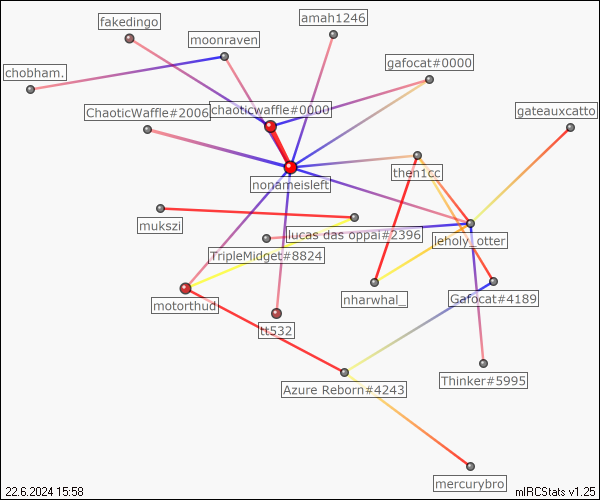 fakedingo
amah1246
moonraven
chobham.
gafocat#0000
ChaoticWaffle#2006
chaoticwaffle#0000
gateauxcatto
then1cc
nonameisleft
mukszi
lucas das oppai#2396
leholy_otter
TripleMidget#8824
motorthud
nharwhal_
Gafocat#4189
tt532
Azure Reborn#4243
Thinker#5995
mercurybro
22.6.2024 15:58
mIRCStats v1.25